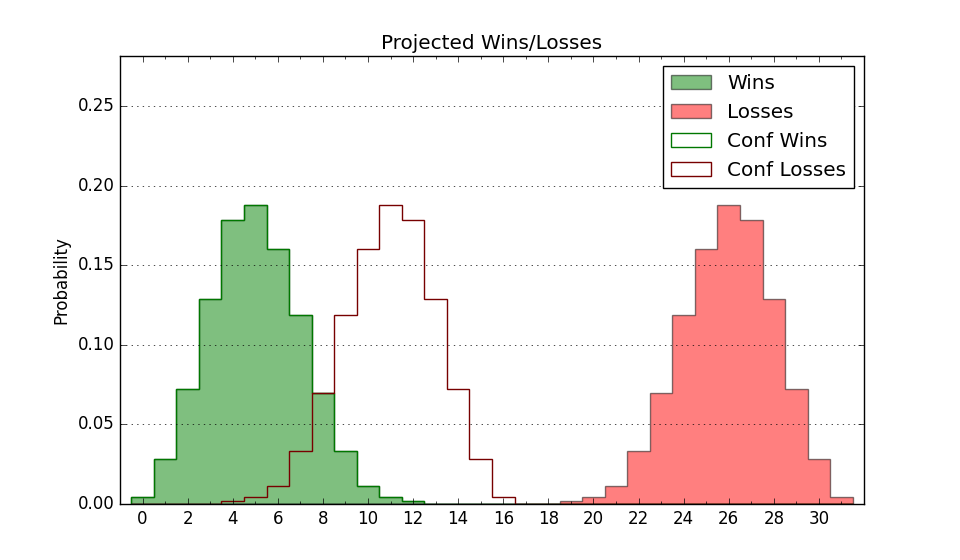 Projected Wins/Losses
Wins
Losses
Conf Wins
Conf Losses
Probability
0.25
0.20
0.15
0.10
0.05
0.00
0 2 4 6 8 10 12 14 16 18 20 22 24 26 28 30